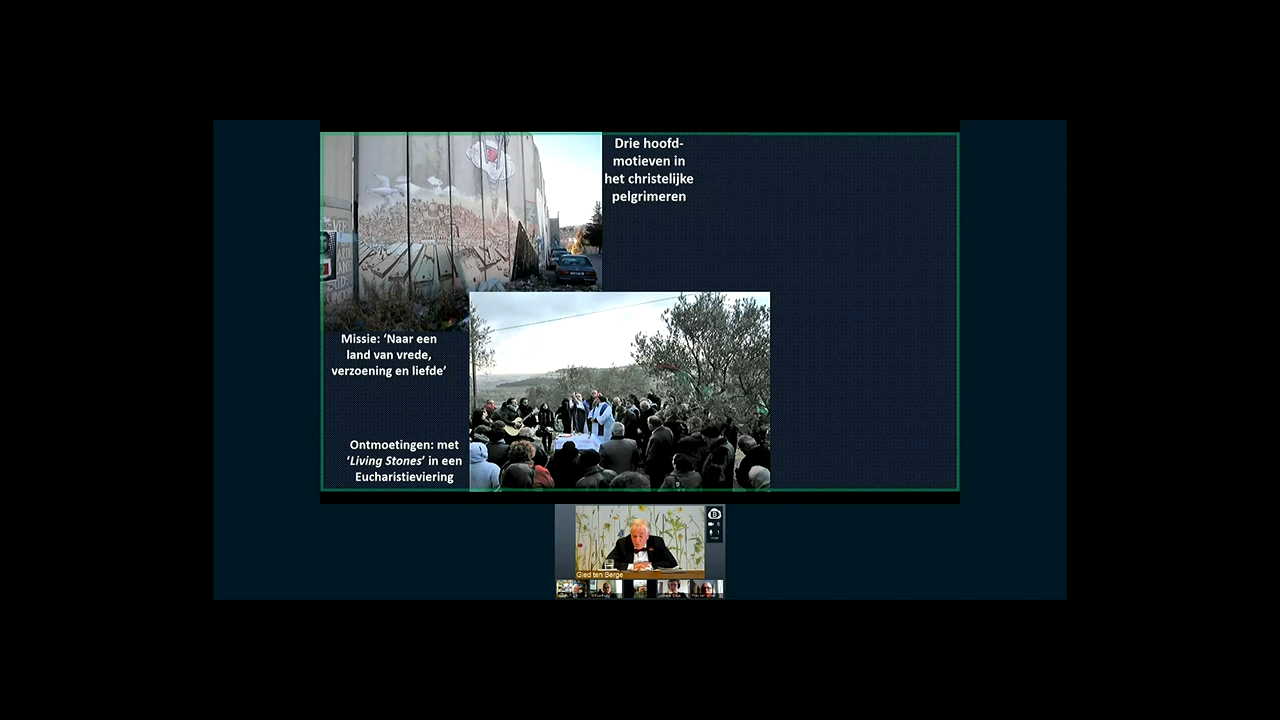 Drie hoofd-
motieven in
het christelijke
pelgrimeren
Missie: ‘Naar een
land van vrede,
verzoening en liefde’
Ontmoetingen: met
‘Living Stones’ in een
Eucharistieviering
Gied ten Berge